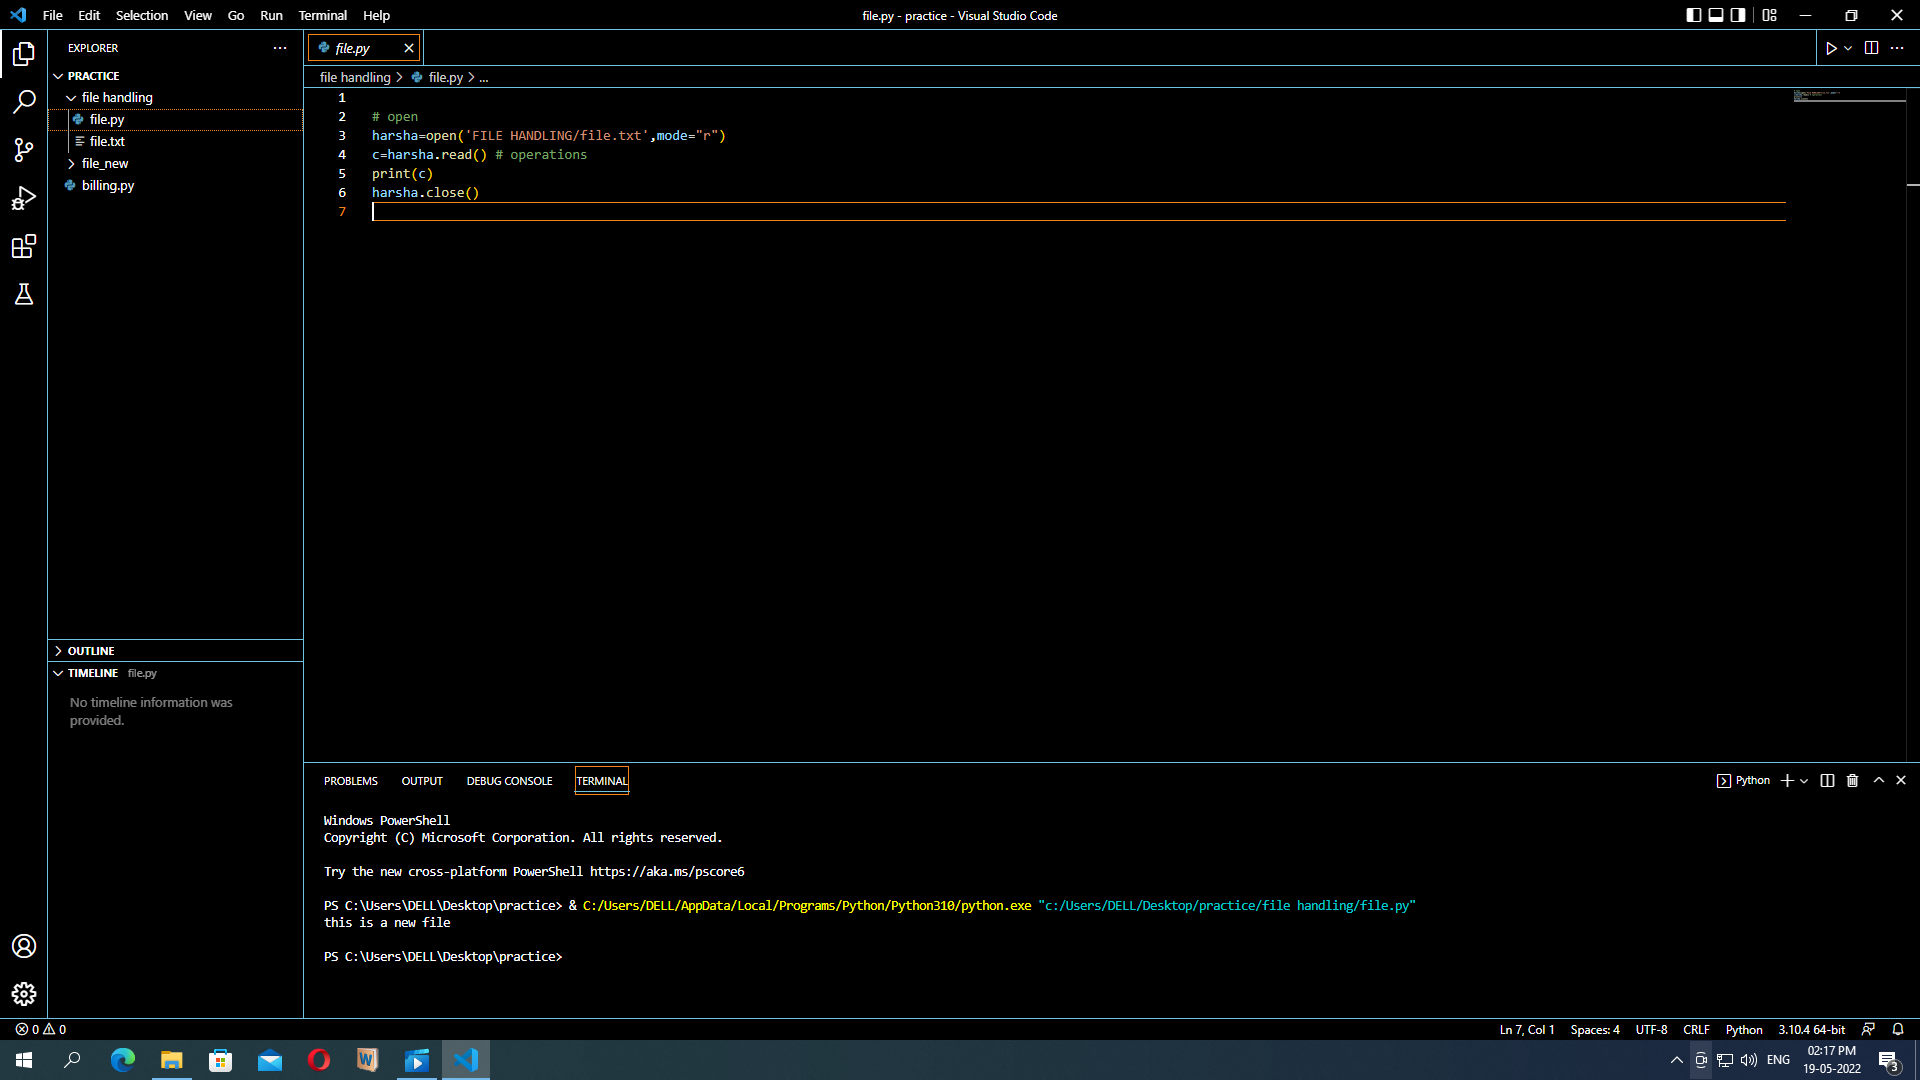 File Edit Selection View Go Run Terminal Help
file.py - practice - Visual Studio Code
EXPLORER
PRACTICE
file handling
file.py
file.txt
file_new
billing.py
OUTLINE
TIMELINE file.py
No timeline information was
provided.
file.py
file handling > file.py > ...
1
2 # open
3 harsha=open('FILE HANDLING/file.txt',mode="r")
4 c=harsha.read() # operations
5 print(c)
6 harsha.close()
7
PROBLEMS OUTPUT DEBUG CONSOLE TERMINAL
Python
Windows PowerShell
Copyright (C) Microsoft Corporation. All rights reserved.
Try the new cross-platform PowerShell https://aka.ms/pscore6
PS C:\Users\DELL\Desktop\practice> & C:/Users/DELL/AppData/Local/Programs/Python/Python310/python.exe "c:/Users/DELL/Desktop/practice/file handling/file.py"
this is a new file
PS C:\Users\DELL\Desktop\practice>
0 0
Ln 7, Col 1 Spaces: 4 UTF-8 CRLF Python 3.10.4 64-bit
W
ENG
02:17 PM
19-05-2022
3